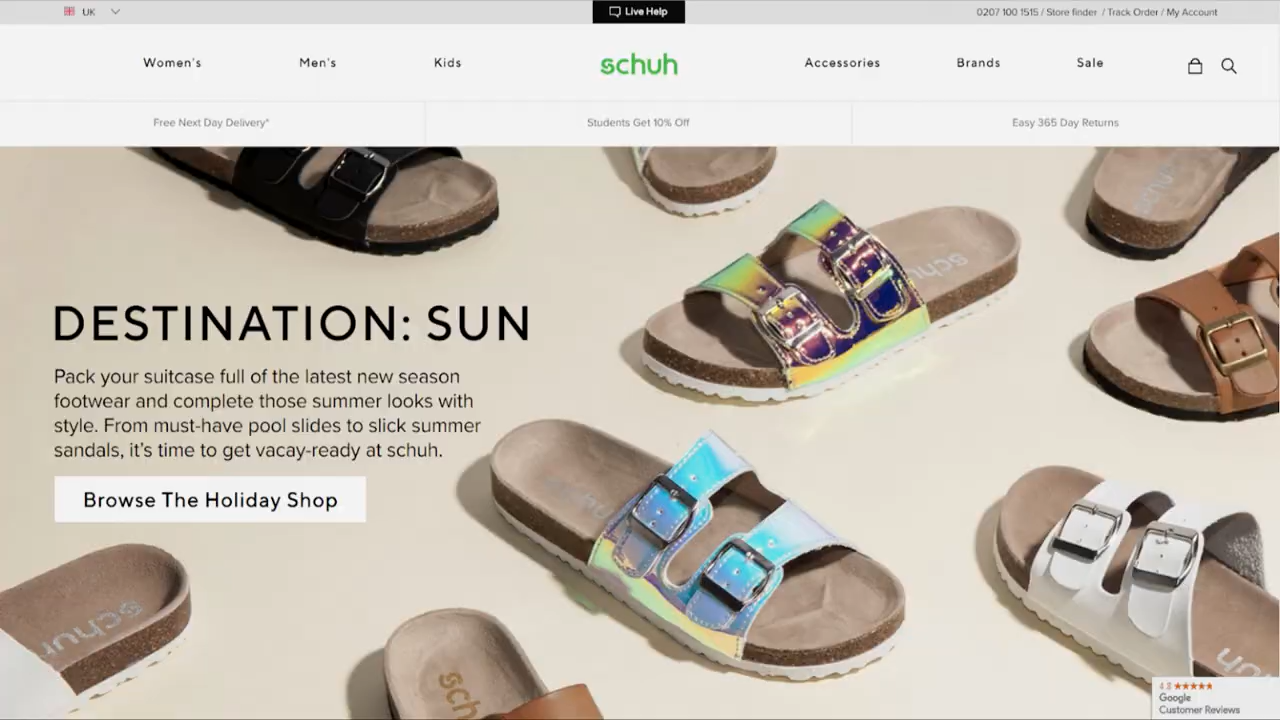 UK
Live Help
0207 100 1515 / Store finder / Track Order / My Account
Women's
Men's
Kids
schuh
Accessories
Brands
Sale
Free Next Day Delivery*
Students Get 10% Off
Easy 365 Day Returns
DESTINATION: SUN
Pack your suitcase full of the latest new season
footwear and complete those summer looks with
style. From must-have pool slides to slick summer
sandals, it's time to get vacay-ready at schuh.
Browse The Holiday Shop
schuh
4.8 ★★★★★
Google
Customer Reviews